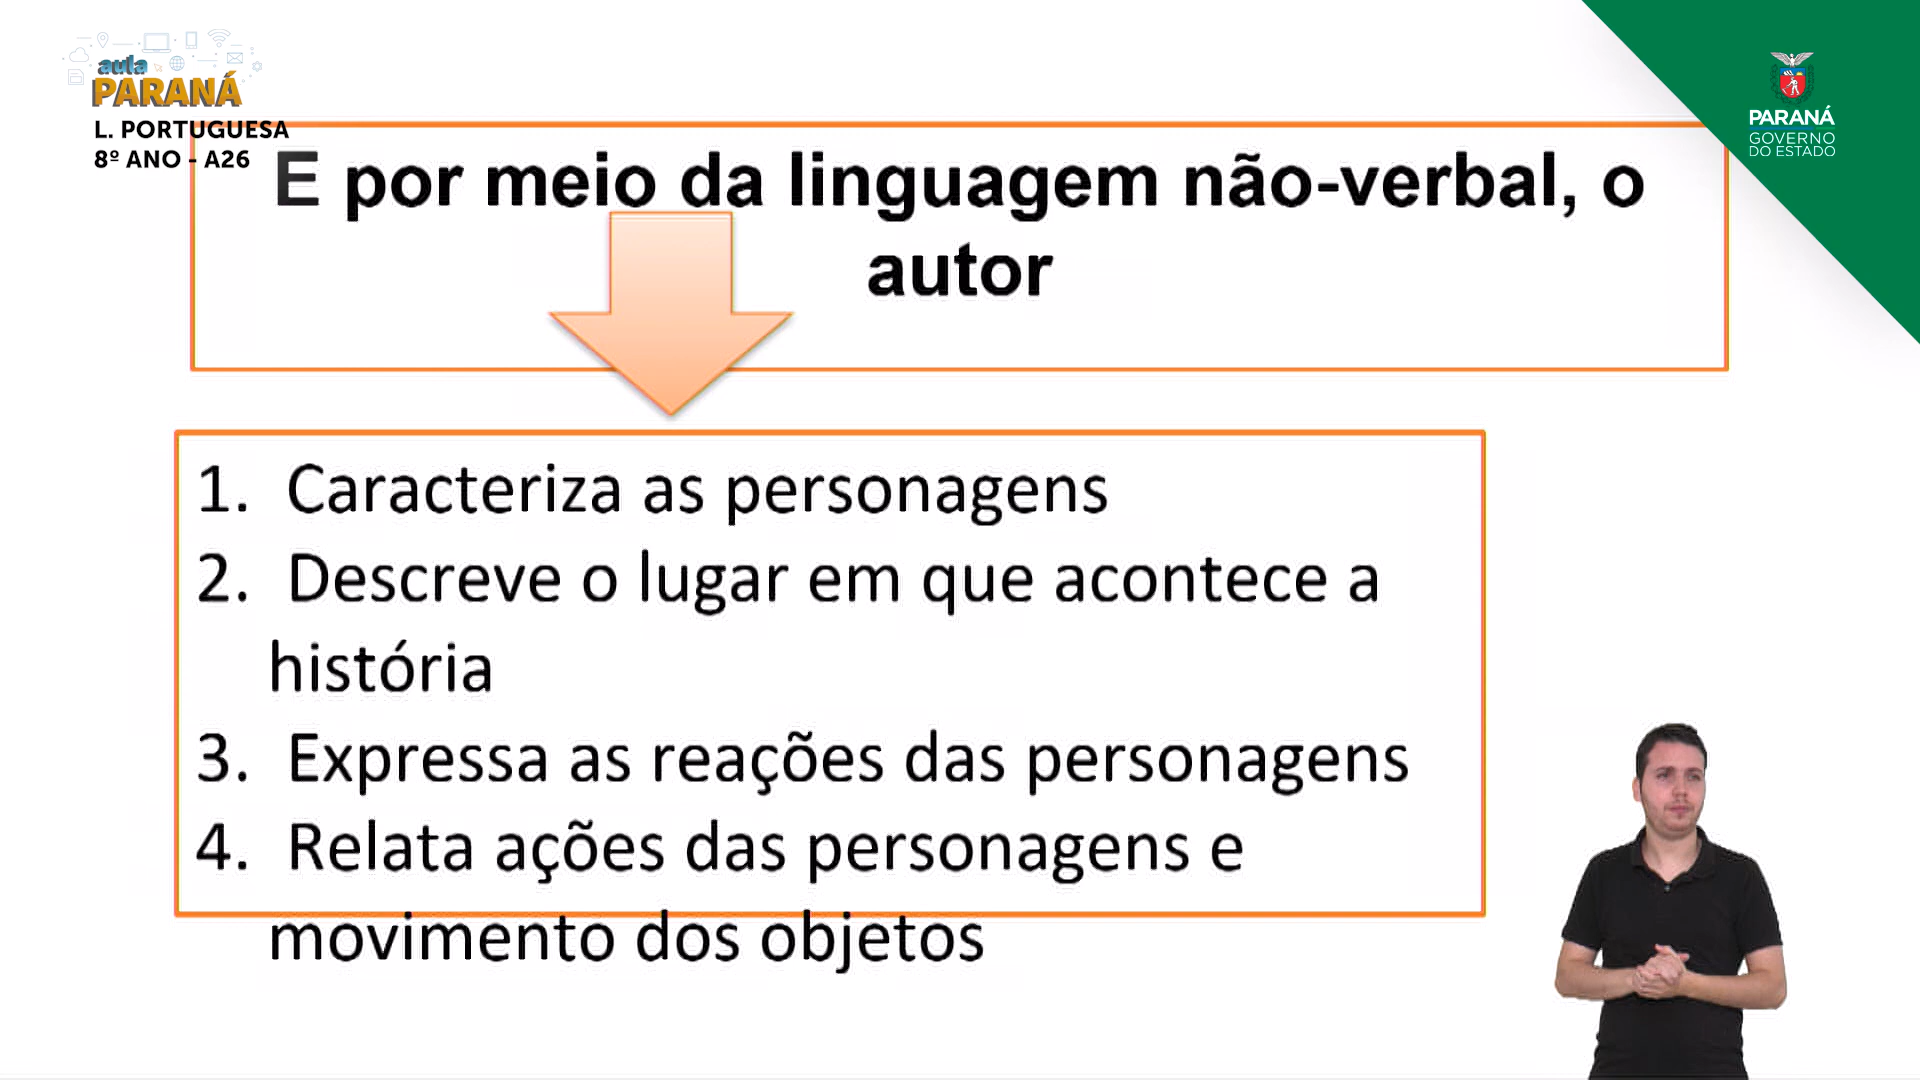 aula
PARANÁ
L. PORTUGUESA
8º ANO - A26
PARANÁ
GOVERNO
DO ESTADO
E por meio da linguagem não-verbal, o
autor
1. Caracteriza as personagens
2. Descreve o lugar em que acontece a
história
3. Expressa as reações das personagens
4. Relata ações das personagens e
movimento dos objetos